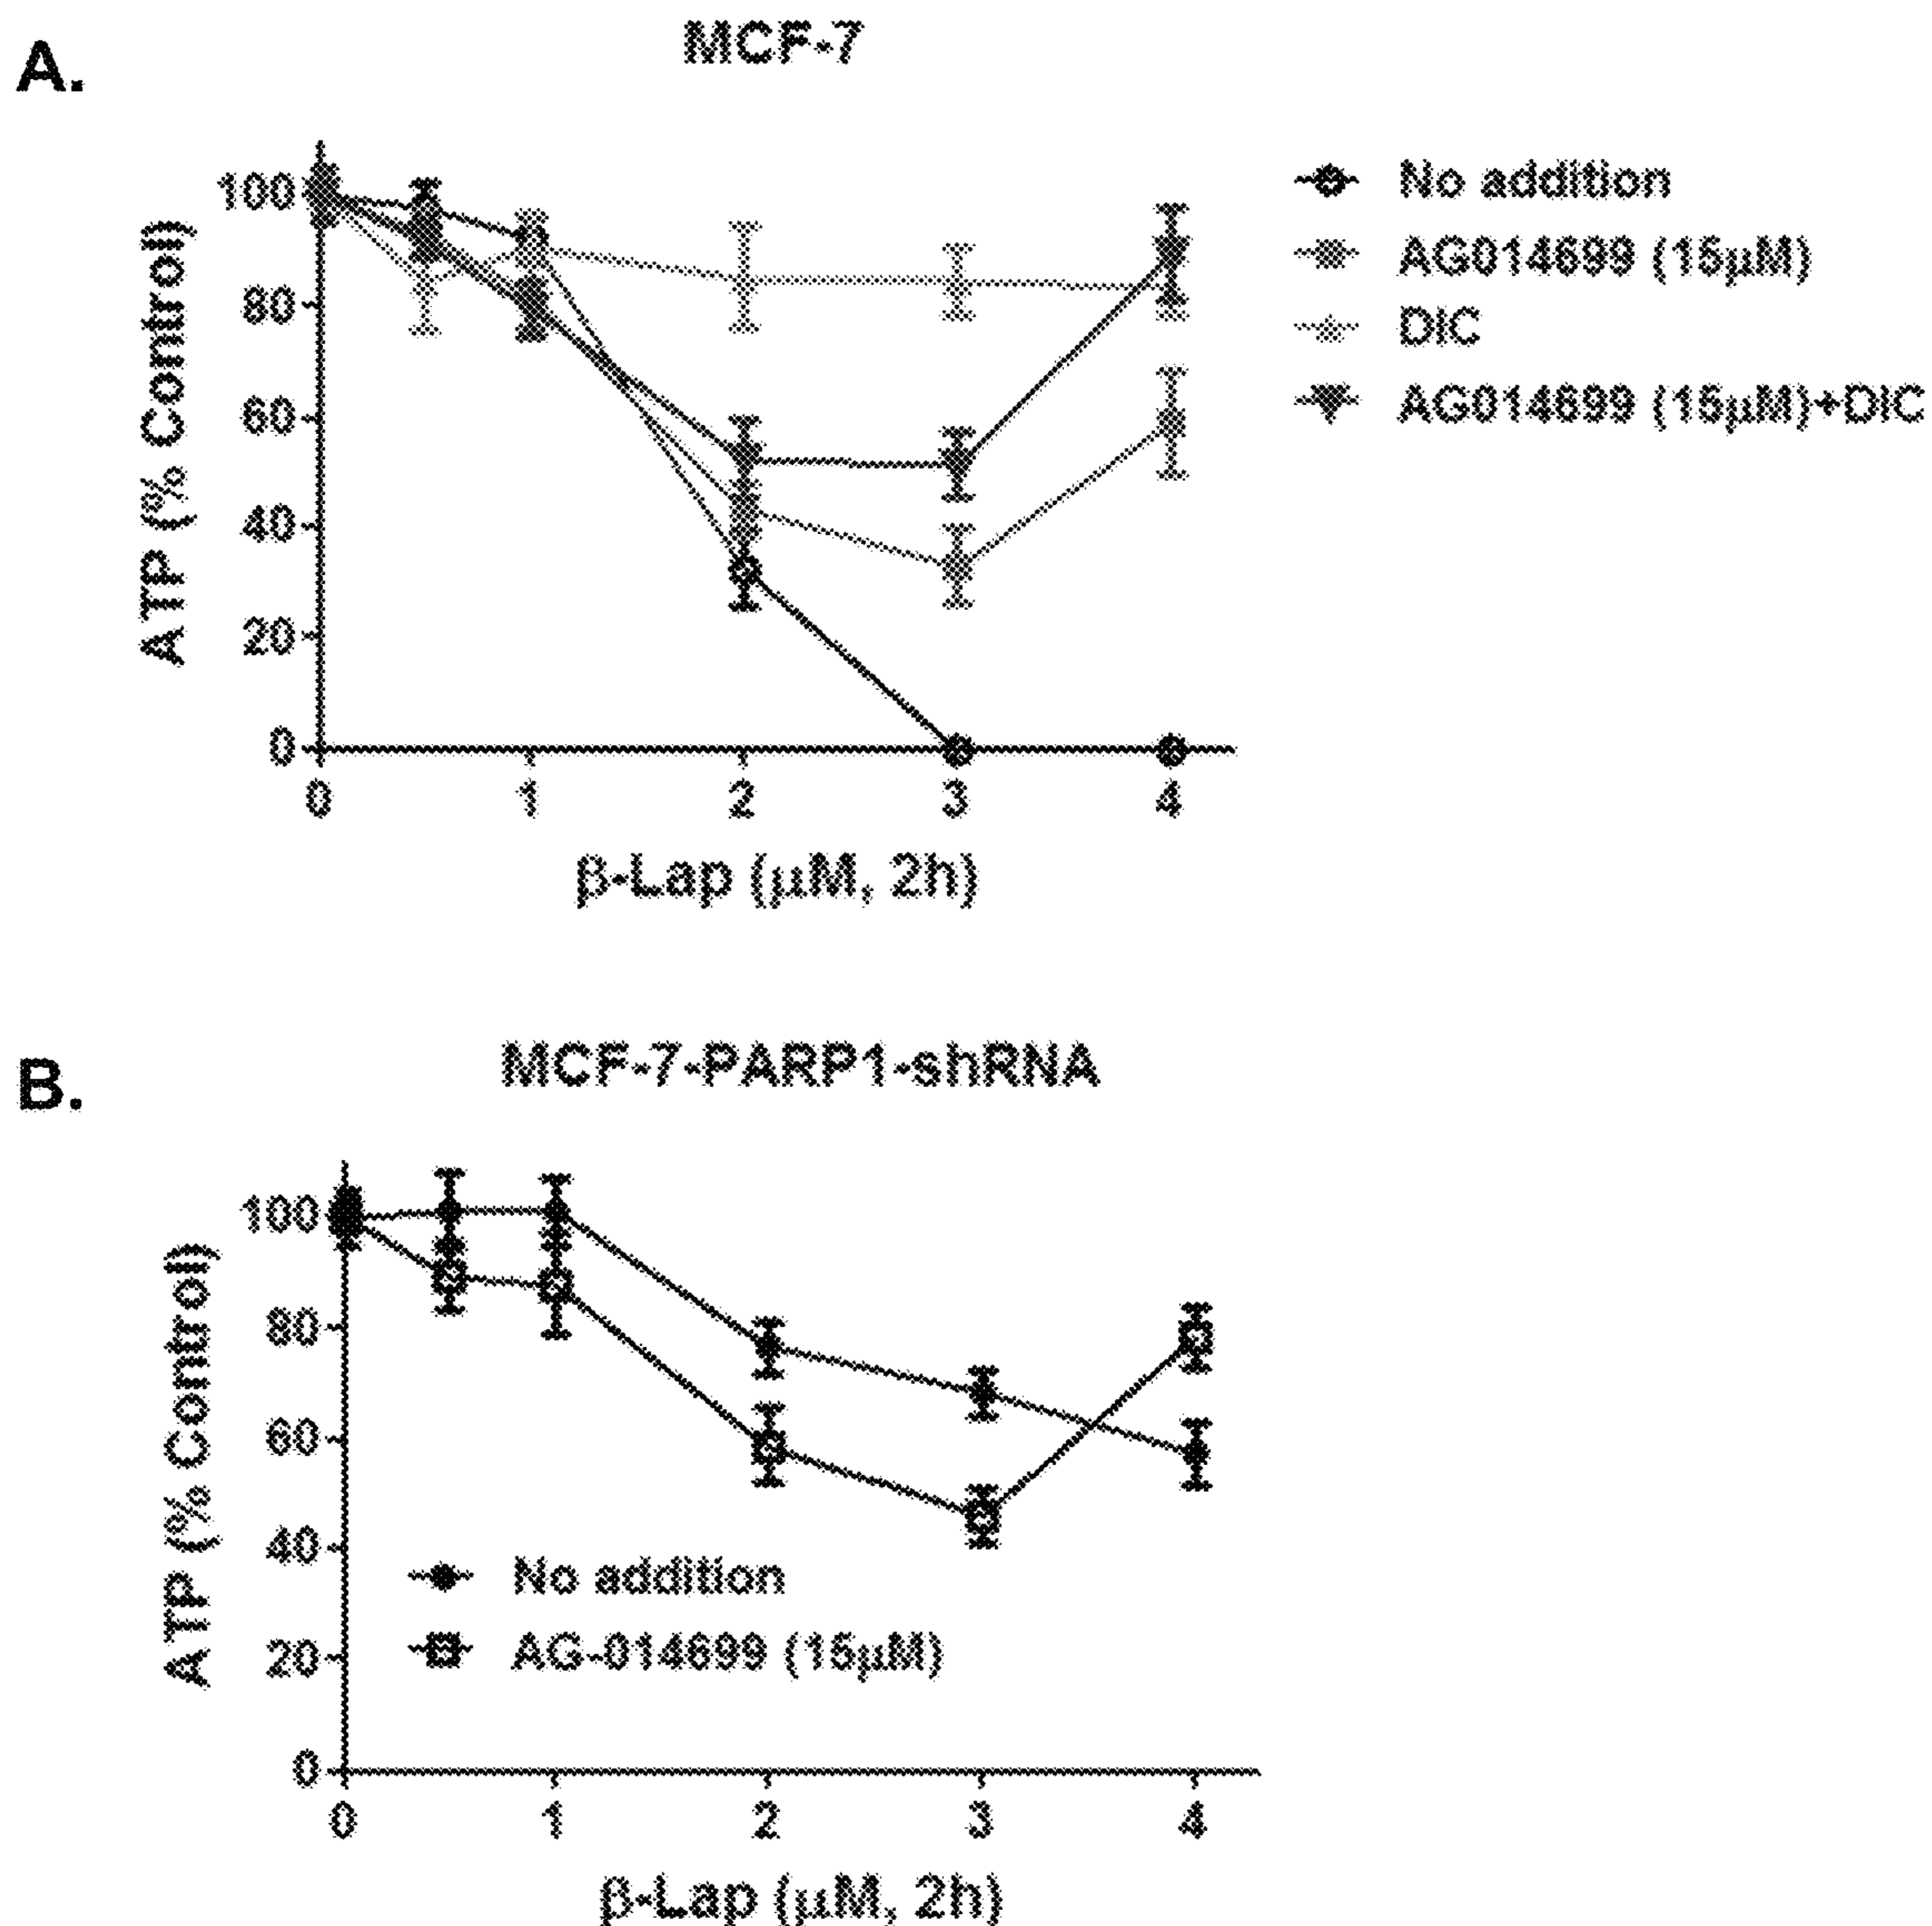 A.
MCF-7
ATP (% Control)
100
80
60
40
20
0
0 1 2 3 4
β-Lap (μM, 2h)
No addition
AG014699 (15μM)
DIC
AG014699 (15μM)+DIC
B.
MCF-7-PARP1-shRNA
ATP (% Control)
100
80
60
40
20
0
No addition
AG-014699 (15μM)
0 1 2 3 4
β-Lap (μM, 2h)